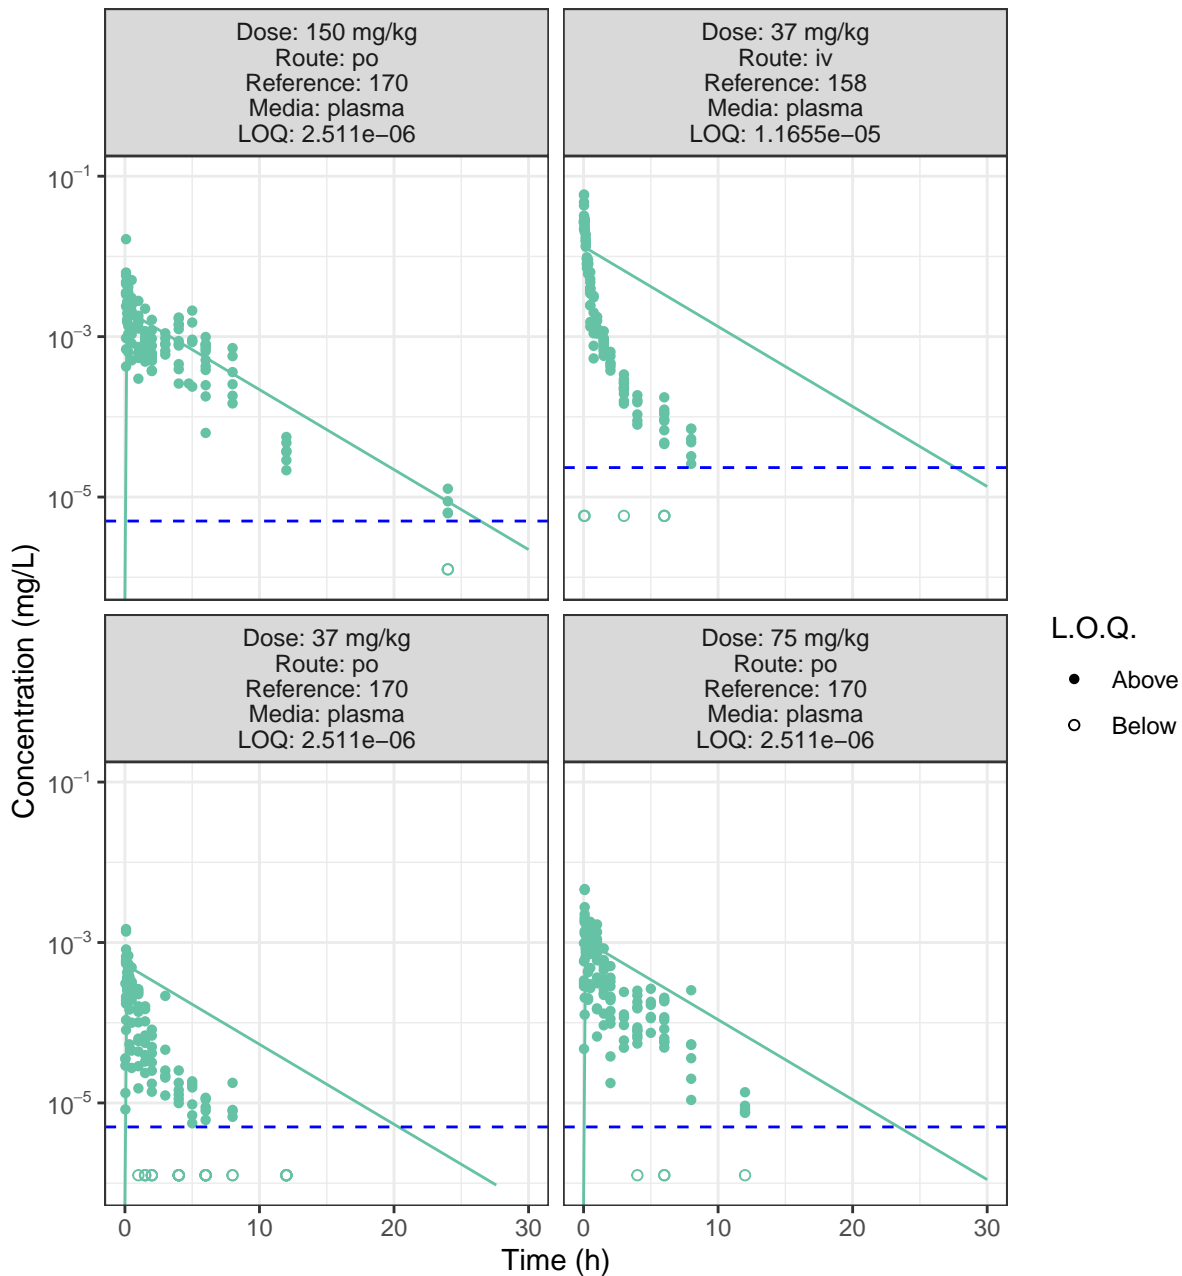 Dose: 150 mg/kg
Route: po
Reference: 170
Media: plasma
LOQ: 2.511e−06
Dose: 37 mg/kg
Route: iv
Reference: 158
Media: plasma
LOQ: 1.1655e−05
10−1
10−3
10−5
Dose: 37 mg/kg
Route: po
Reference: 170
Media: plasma
LOQ: 2.511e−06
Dose: 75 mg/kg
Route: po
Reference: 170
Media: plasma
LOQ: 2.511e−06
10−1
10−3
10−5
0 10 20 30
0 10 20 30
Time (h)
Concentration (mg/L)
L.O.Q.
Above
Below